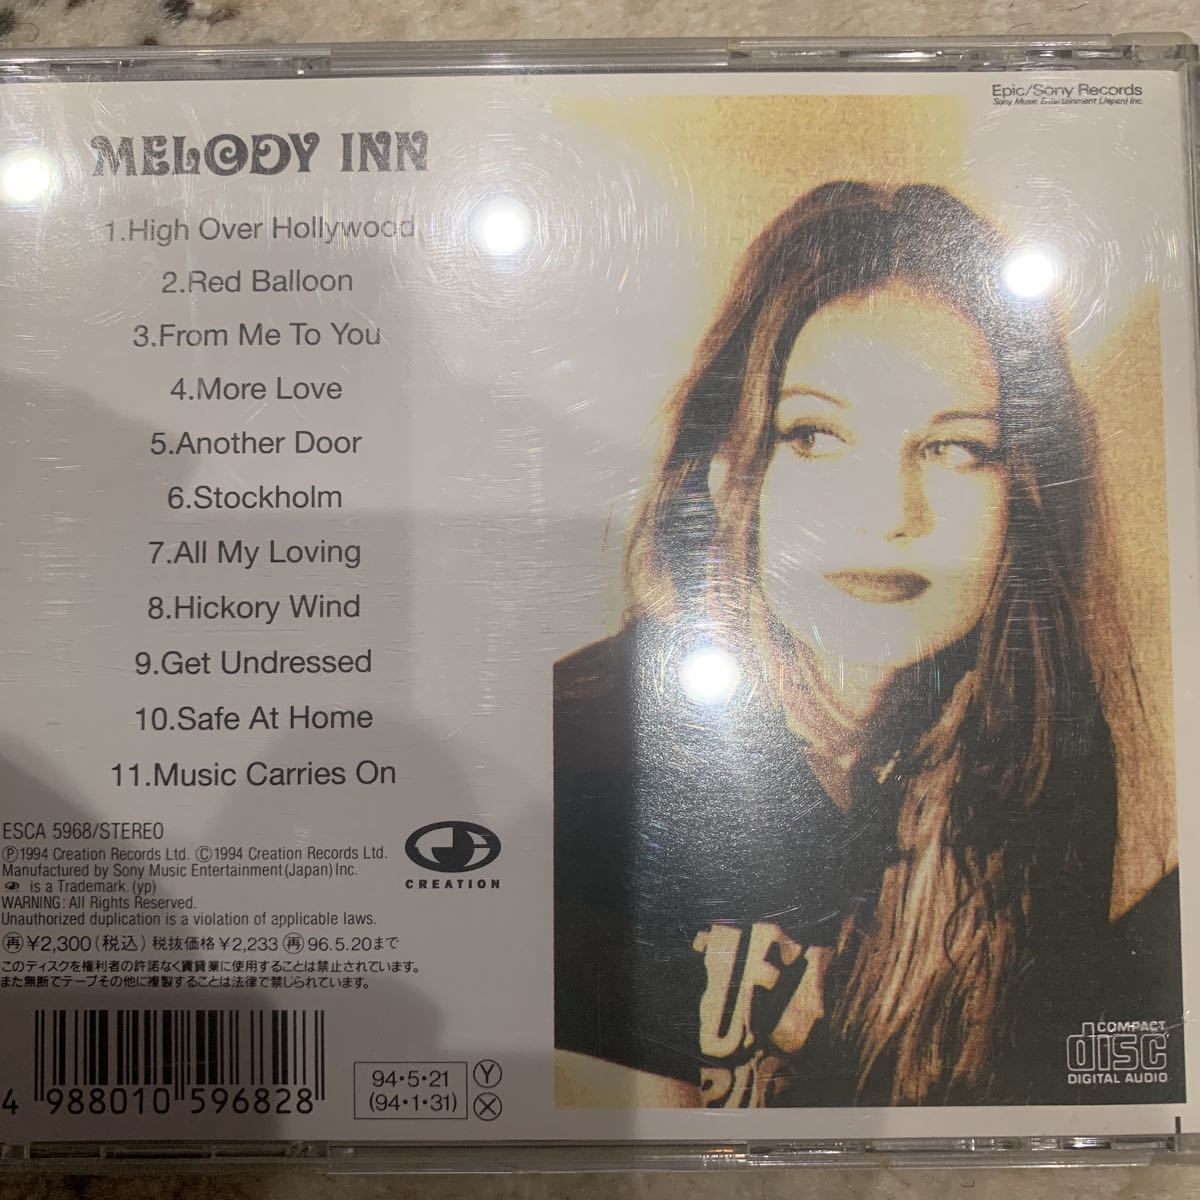 Epic/Sony Records
Sony Music Entertainment (Japan) Inc.
MELODY INN
1.High Over Hollywood
2.Red Balloon
3.From Me To You
4.More Love
5.Another Door
6.Stockholm
7.All My Loving
8.Hickory Wind
9.Get Undressed
10.Safe At Home
11.Music Carries On
ESCA 5968/STEREO
Ⓟ1994 Creation Records Ltd. Ⓒ1994 Creation Records Ltd.
Manufactured by Sony Music Entertainment (Japan) Inc.
is a Trademark. (yp)
WARNING: All Rights Reserved.
Unauthorized duplication is a violation of applicable laws.
㊢¥2,300(税込) 税抜価格¥2,233 再96.5.20まで
このディスクを権利者の許諾なく賃貸業に使用することは禁止されています。
また無断でテープその他に複製することは法律で禁じられています。
CREATION
4 988010 596828
94・5・21
(94・1・31)
Y
X
COMPACT
disc
DIGITAL AUDIO